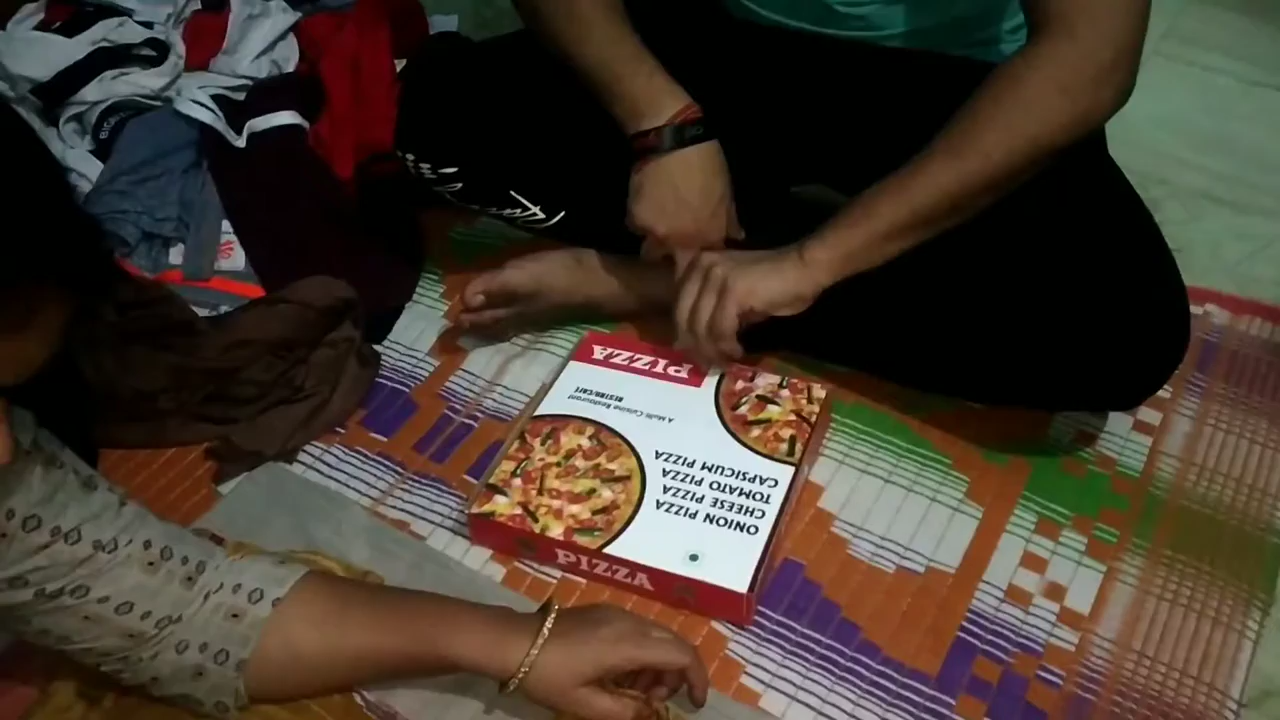 PIZZA
A Multi-Cuisine Restaurant
RESTRO/CAFE
ONION PIZZA
CHEESE PIZZA
TOMATO PIZZA
CAPSICUM PIZZA
PIZZA